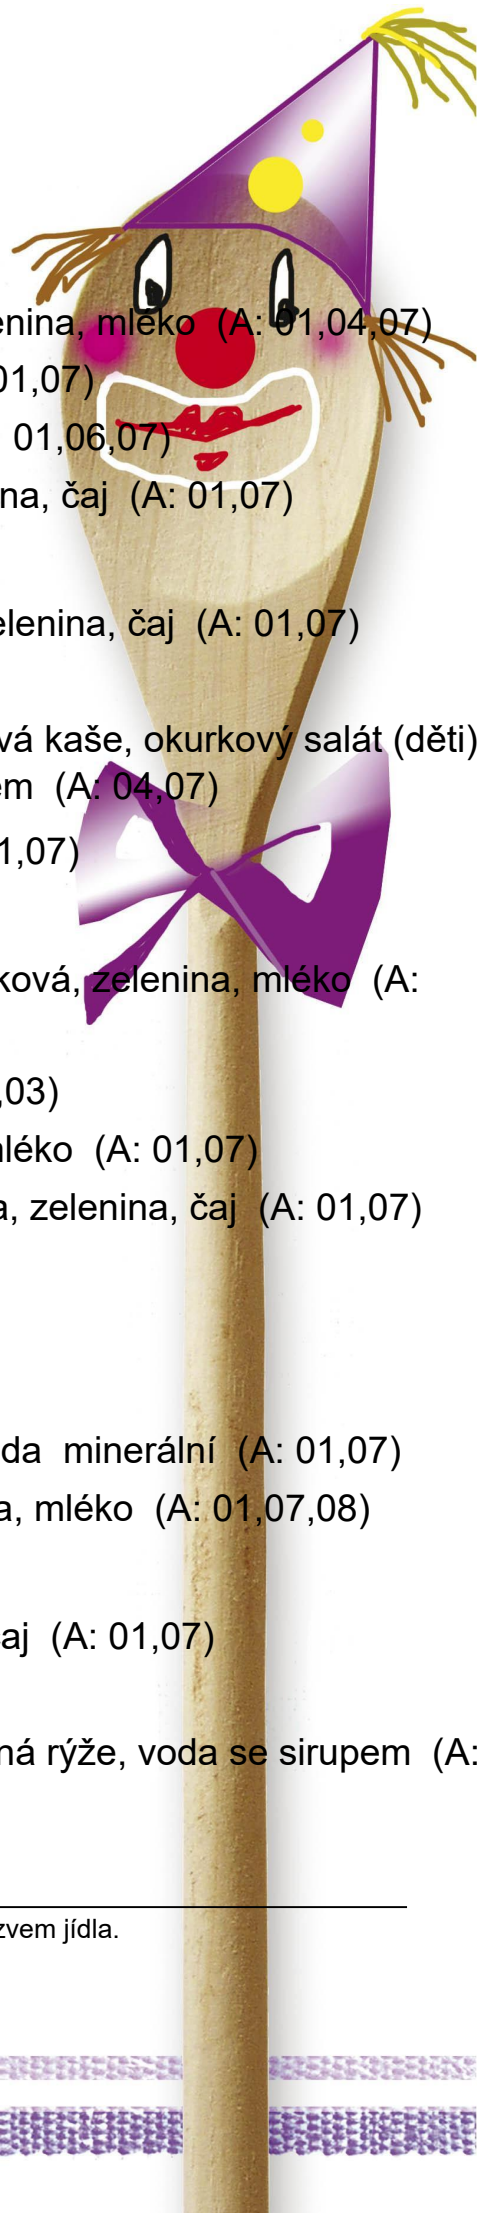 enina, mléko (A: 01,04,07)
01,07)
01,06,07)
na, čaj (A: 01,07)
elenina, čaj (A: 01,07)
vá kaše, okurkový salát (děti)
em (A: 04,07)
1,07)
ková, zelenina, mléko (A:
,03)
mléko (A: 01,07)
a, zelenina, čaj (A: 01,07)
da minerální (A: 01,07)
a, mléko (A: 01,07,08)
aj (A: 01,07)
ná rýže, voda se sirupem (A:
zvem jídla.